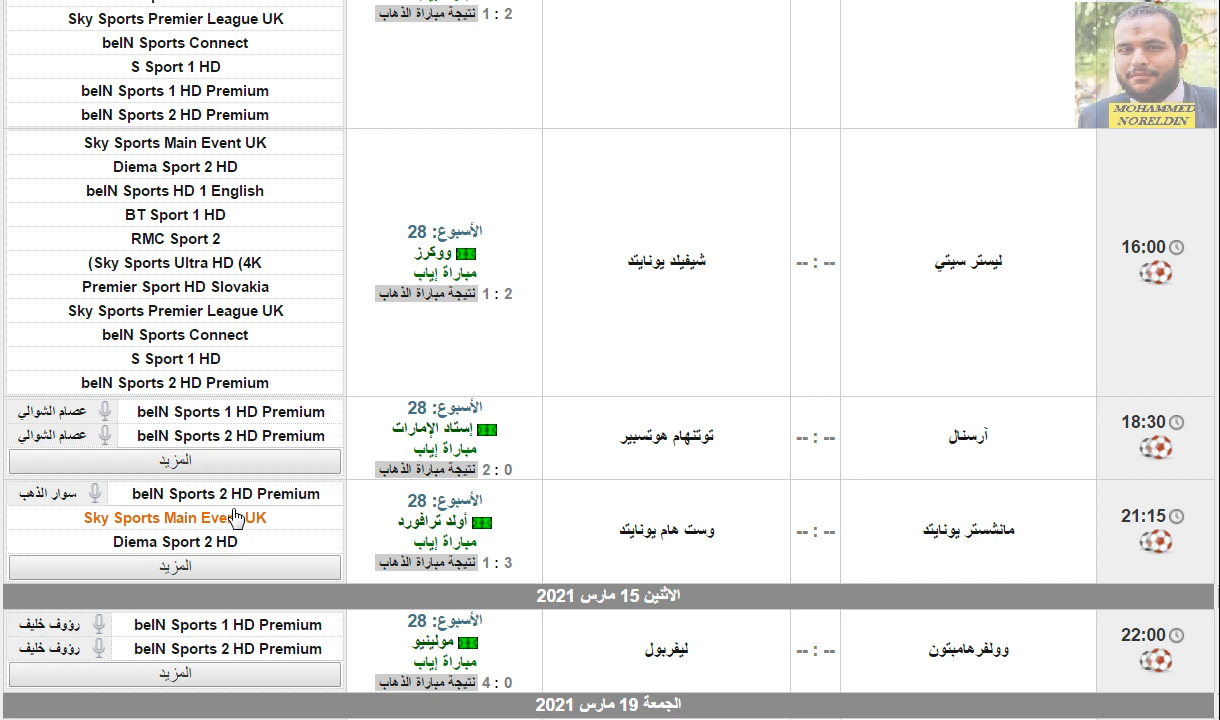 نتيجة مباراة الذهاب 1 : 2
Sky Sports Premier League UK
beIN Sports Connect
S Sport 1 HD
beIN Sports 1 HD Premium
beIN Sports 2 HD Premium
MOHAMMED
NORELDIN
16:00
ليستر سيتي
-- : --
شيفيلد يونايتد
الأسبوع: 28
ووكرز
مباراة إياب
نتيجة مباراة الذهاب 1 : 2
Sky Sports Main Event UK
Diema Sport 2 HD
beIN Sports HD 1 English
BT Sport 1 HD
RMC Sport 2
(Sky Sports Ultra HD (4K
Premier Sport HD Slovakia
Sky Sports Premier League UK
beIN Sports Connect
S Sport 1 HD
beIN Sports 2 HD Premium
18:30
آرسنال
-- : --
توتنهام هوتسبير
الأسبوع: 28
إستاد الإمارات
مباراة إياب
نتيجة مباراة الذهاب 2 : 0
beIN Sports 1 HD Premium عصام الشوالي
beIN Sports 2 HD Premium عصام الشوالي
المزيد
21:15
مانشستر يونايتد
-- : --
وست هام يونايتد
الأسبوع: 28
أولد ترافورد
مباراة إياب
نتيجة مباراة الذهاب 1 : 3
beIN Sports 2 HD Premium سوار الذهب
Sky Sports Main Event UK
Diema Sport 2 HD
المزيد
الاثنين 15 مارس 2021
22:00
وولفرهامبتون
-- : --
ليفربول
الأسبوع: 28
مولينيو
مباراة إياب
نتيجة مباراة الذهاب 4 : 0
beIN Sports 1 HD Premium رؤوف خليف
beIN Sports 2 HD Premium رؤوف خليف
المزيد
الجمعة 19 مارس 2021